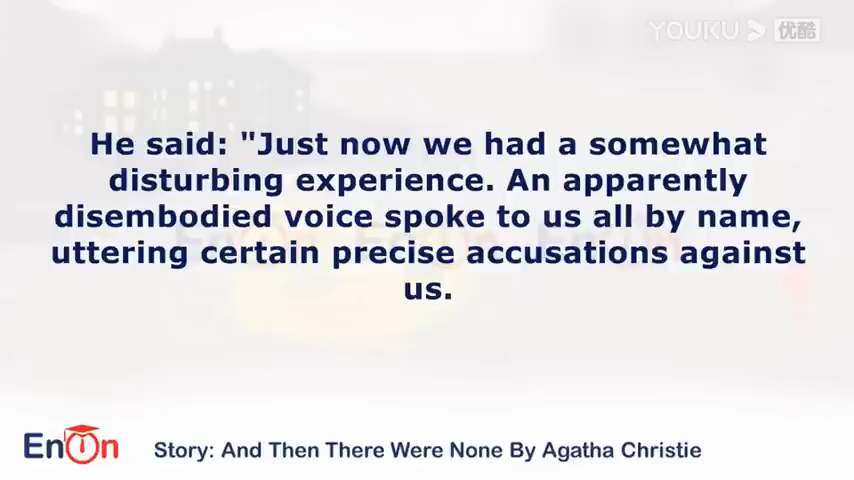 YOUKU 优酷
He said: "Just now we had a somewhat
disturbing experience. An apparently
disembodied voice spoke to us all by name,
uttering certain precise accusations against
us.
EnOn
Story: And Then There Were None By Agatha Christie